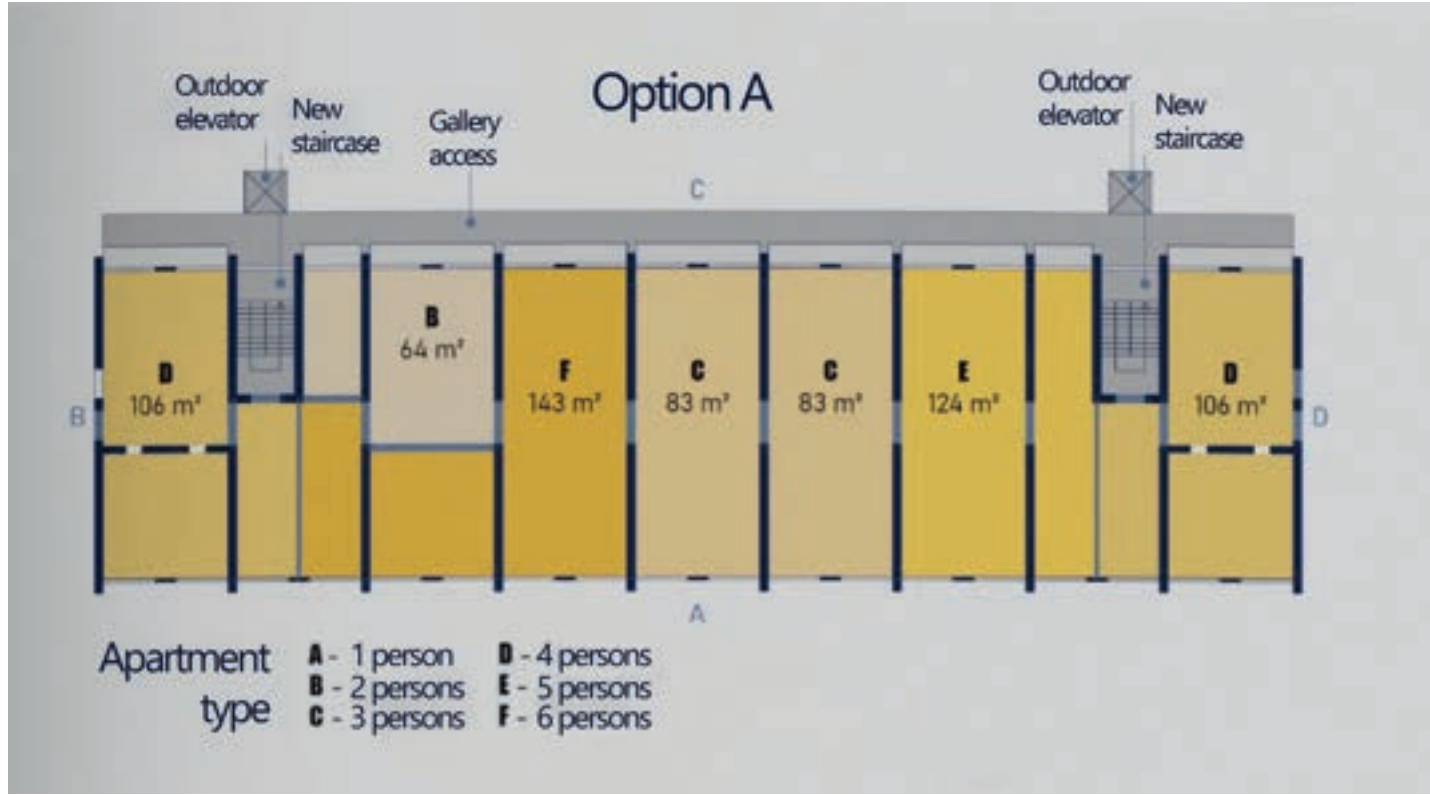 Option A
Outdoor
elevator
New
staircase
Gallery
access
Outdoor
elevator
New
staircase
C
B
D
106 m²
B
64 m²
F
143 m²
C
83 m²
C
83 m²
E
124 m²
D
106 m²
D
A
Apartment
type
A - 1 person
B - 2 persons
C - 3 persons
D - 4 persons
E - 5 persons
F - 6 persons